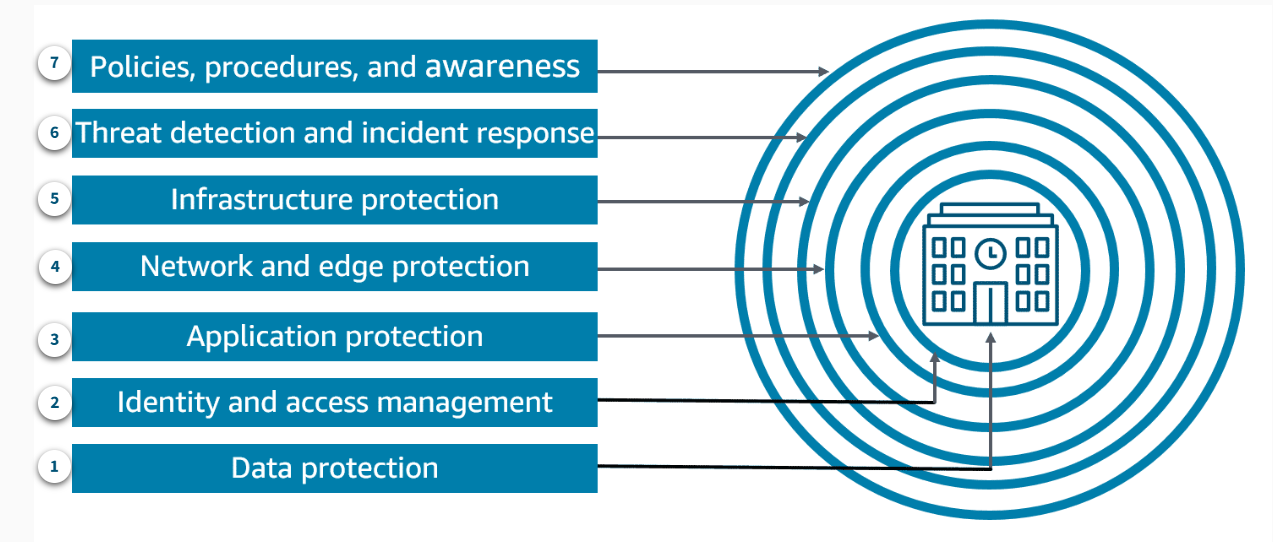 7 Policies, procedures, and awareness
6 Threat detection and incident response
5 Infrastructure protection
4 Network and edge protection
3 Application protection
2 Identity and access management
1 Data protection